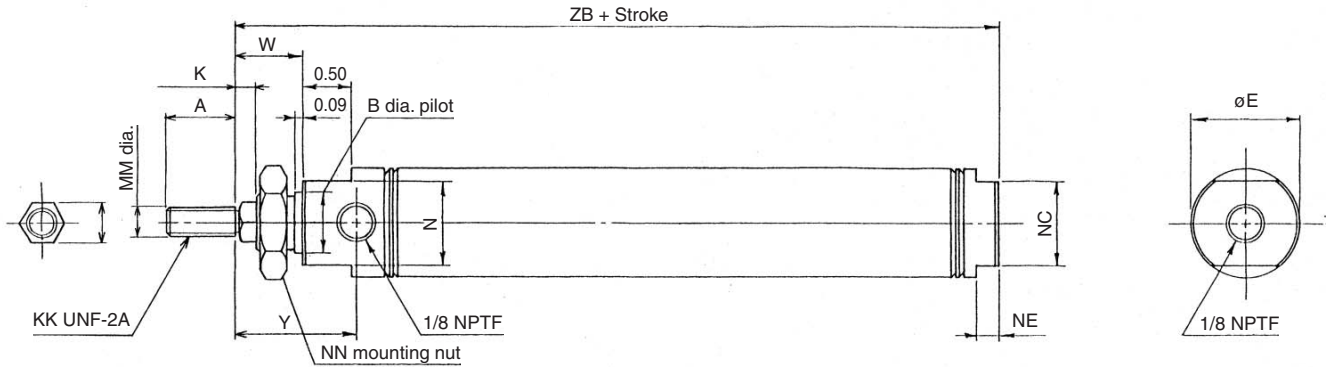 ZB + Stroke
W
K
0.50
A
0.09
B dia. pilot
øE
MM dia.
N
NC
KK UNF-2A
Y
1/8 NPTF
NE
1/8 NPTF
NN mounting nut